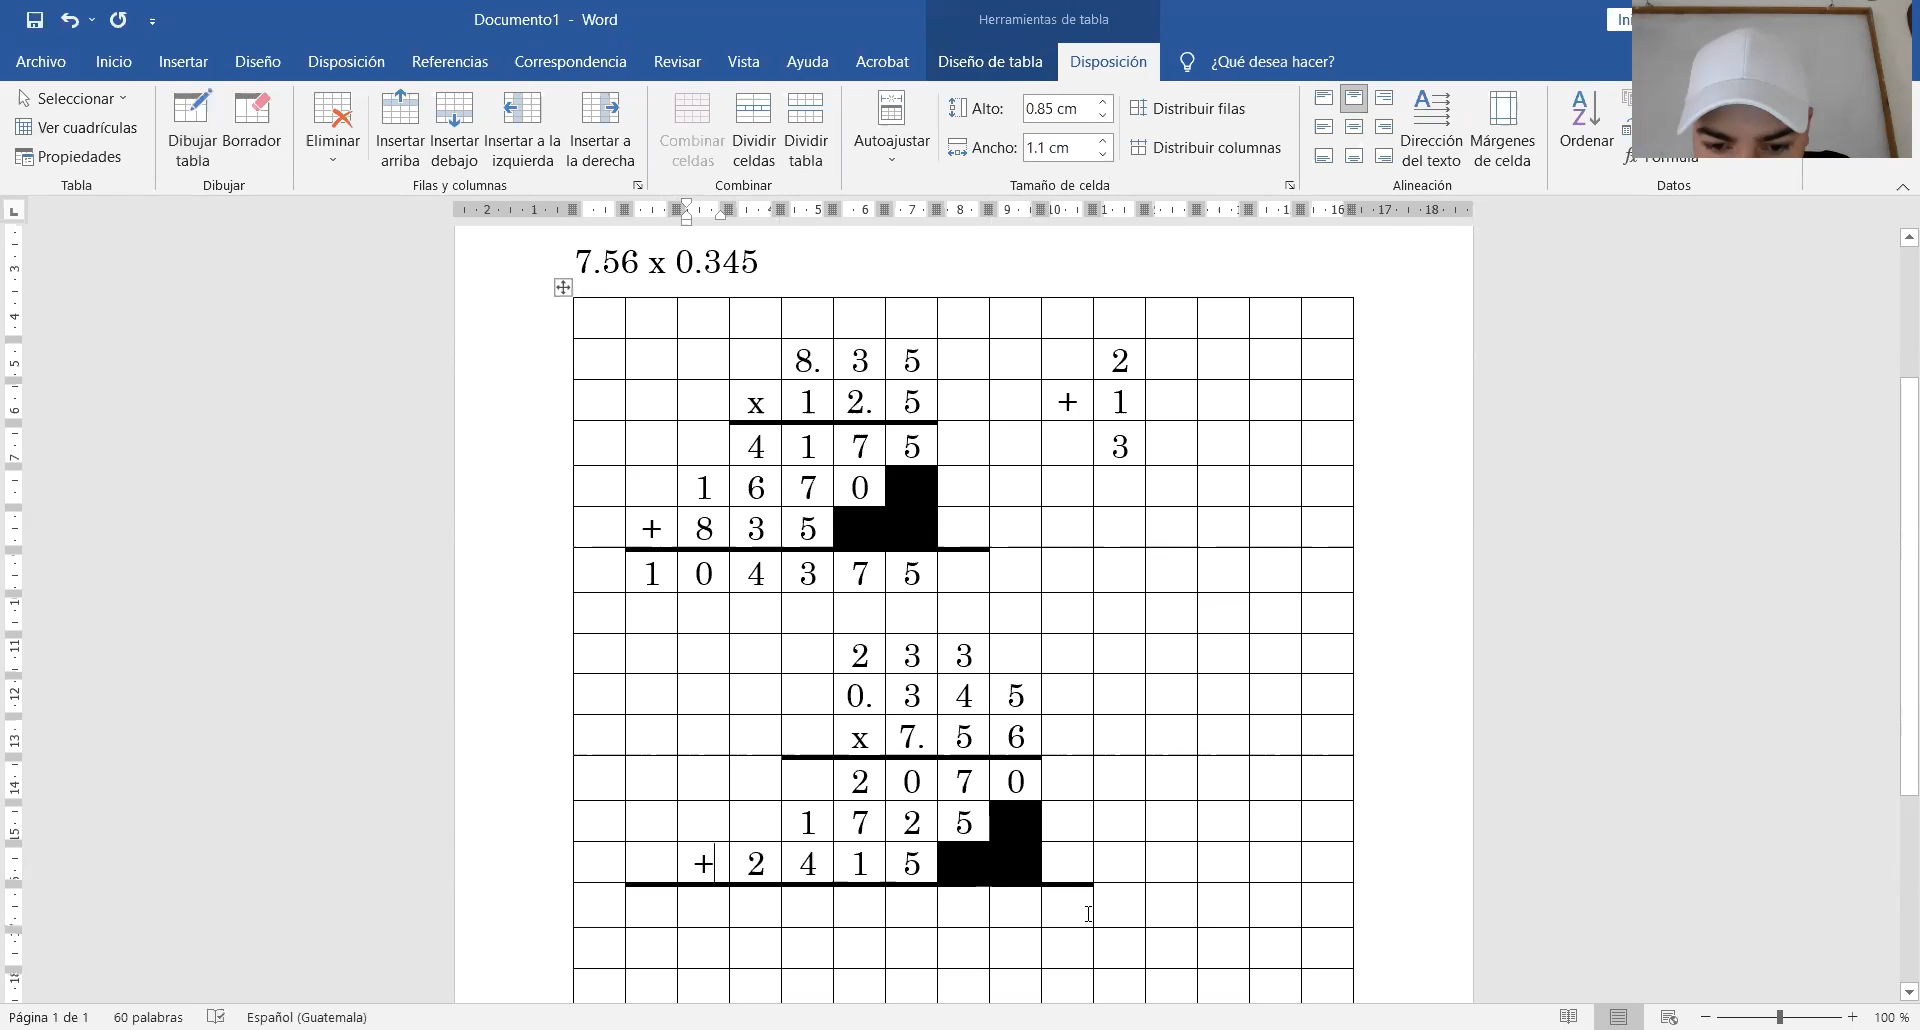 Documento1 - Word
Herramientas de tabla
Archivo Inicio Insertar Diseño Disposición Referencias Correspondencia Revisar Vista Ayuda Acrobat Diseño de tabla Disposición ¿Qué desea hacer?
Seleccionar
Ver cuadrículas
Propiedades
Tabla
Dibujar tabla
Borrador
Dibujar
Eliminar
Insertar arriba
Insertar debajo
Insertar a la izquierda
Insertar a la derecha
Filas y columnas
Combinar celdas
Dividir celdas
Dividir tabla
Combinar
Autoajustar
Alto: 0.85 cm
Ancho: 1.1 cm
Distribuir filas
Distribuir columnas
Tamaño de celda
Dirección del texto
Márgenes de celda
Alineación
Ordenar
Datos
7.56 x 0.345
8. 3 5 2
x 1 2. 5 + 1
4 1 7 5 3
1 6 7 0
+ 8 3 5
1 0 4 3 7 5
2 3 3
0. 3 4 5
x 7. 5 6
2 0 7 0
1 7 2 5
+ 2 4 1 5
Página 1 de 1 60 palabras Español (Guatemala) 100 %